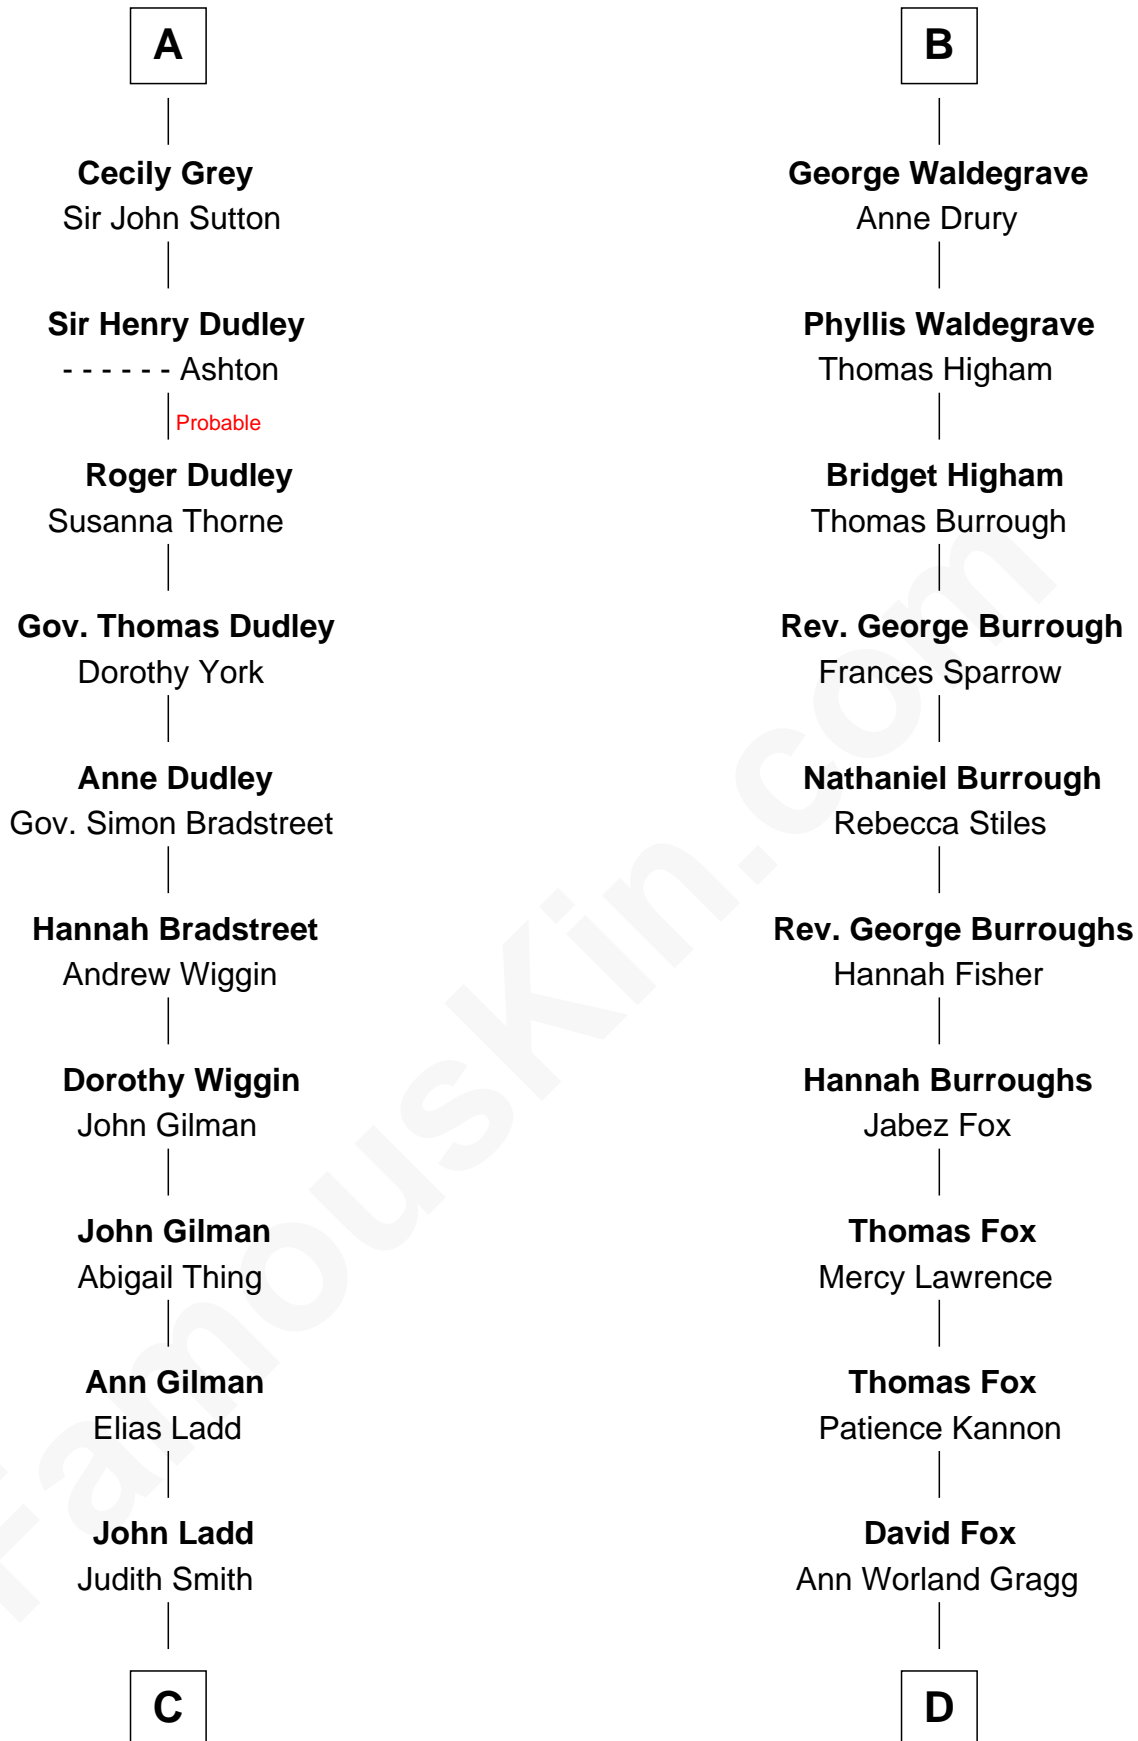 A
Cecily Grey
Sir John Sutton
Sir Henry Dudley
- - - - - - Ashton
Probable
Roger Dudley
Susanna Thorne
Gov. Thomas Dudley
Dorothy York
Anne Dudley
Gov. Simon Bradstreet
Hannah Bradstreet
Andrew Wiggin
Dorothy Wiggin
John Gilman
John Gilman
Abigail Thing
Ann Gilman
Elias Ladd
John Ladd
Judith Smith
C
B
George Waldegrave
Anne Drury
Phyllis Waldegrave
Thomas Higham
Bridget Higham
Thomas Burrough
Rev. George Burrough
Frances Sparrow
Nathaniel Burrough
Rebecca Stiles
Rev. George Burroughs
Hannah Fisher
Hannah Burroughs
Jabez Fox
Thomas Fox
Mercy Lawrence
Thomas Fox
Patience Kannon
David Fox
Ann Worland Gragg
D
FamousKin.com